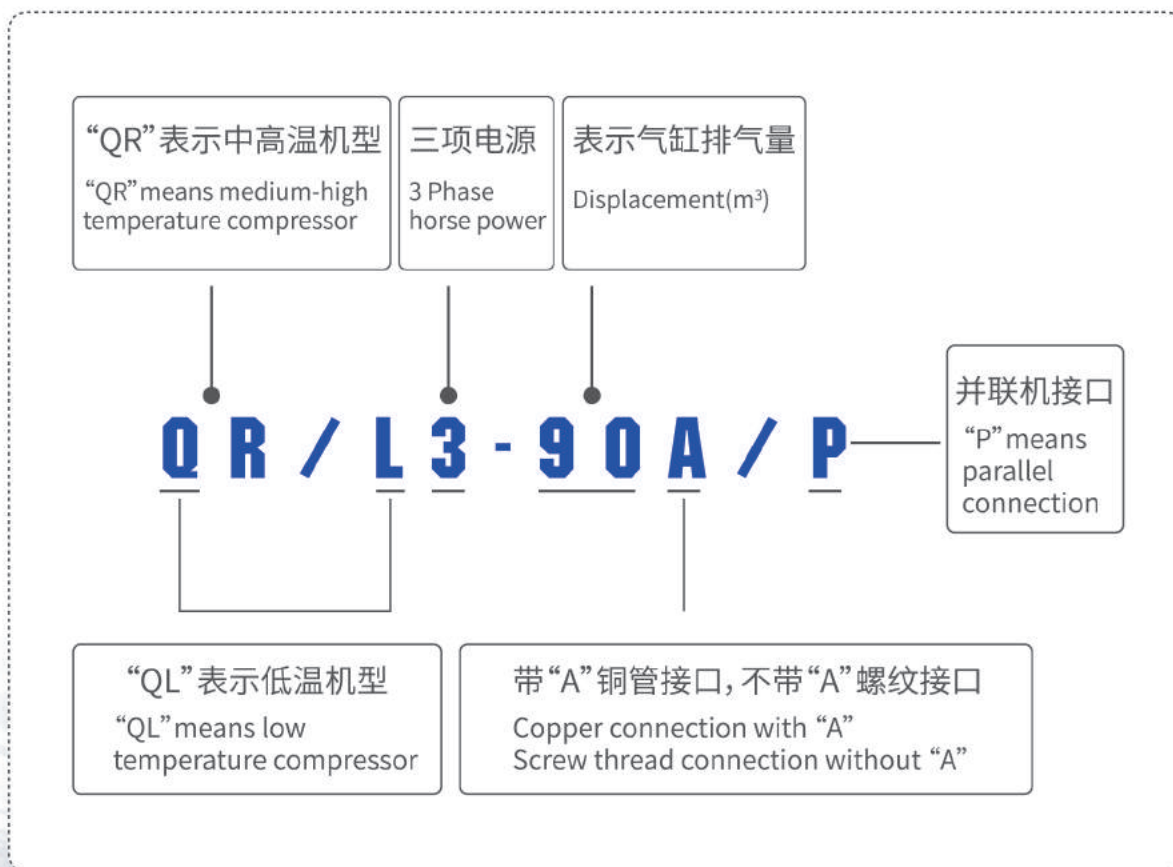 “QR”表示中高温机型
“QR”means medium-high
temperature compressor
三项电源
3 Phase
horse power
表示气缸排气量
Displacement(m³)
QR/L3-90A/P
并联机接口
“P”means
parallel
connection
“QL”表示低温机型
“QL”means low
temperature compressor
带“A”铜管接口，不带“A”螺纹接口
Copper connection with “A”
Screw thread connection without “A”